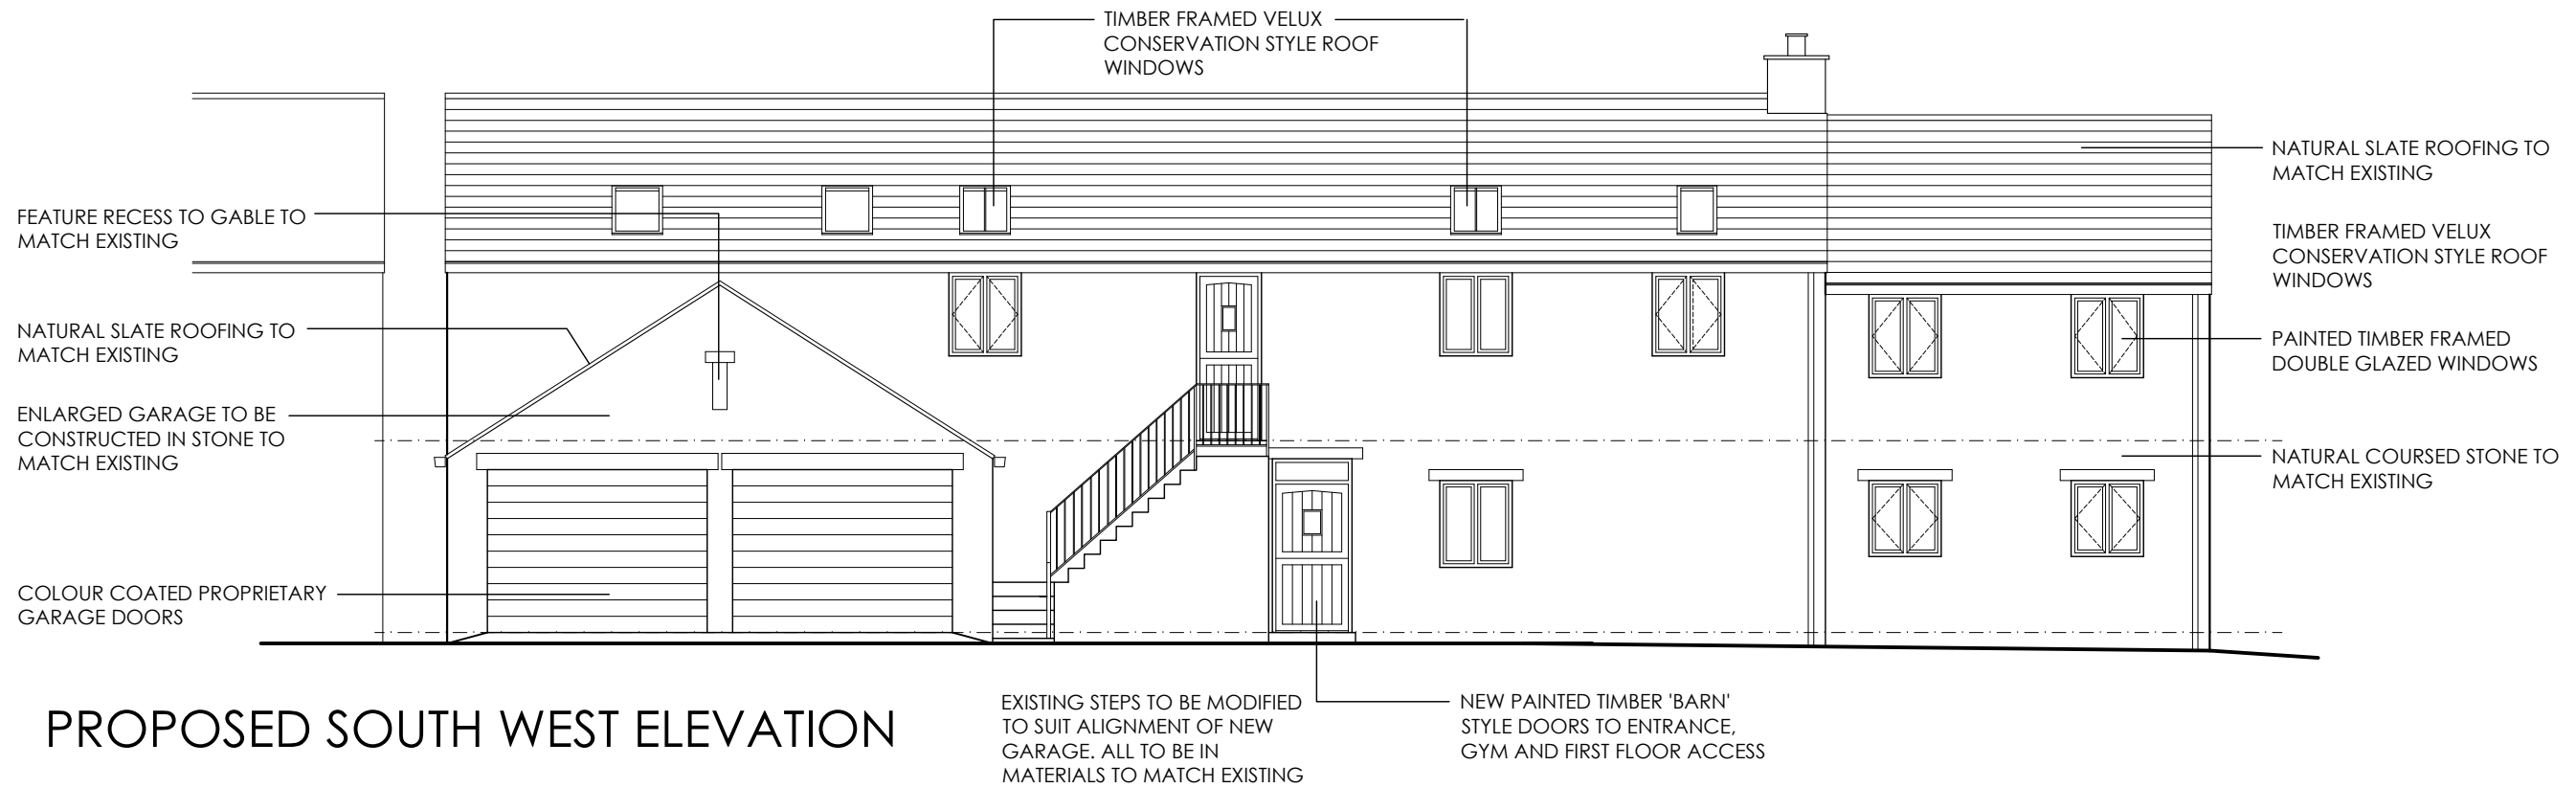 TIMBER FRAMED VELUX
CONSERVATION STYLE ROOF
WINDOWS
FEATURE RECESS TO GABLE TO
MATCH EXISTING
NATURAL SLATE ROOFING TO
MATCH EXISTING
ENLARGED GARAGE TO BE
CONSTRUCTED IN STONE TO
MATCH EXISTING
COLOUR COATED PROPRIETARY
GARAGE DOORS
NATURAL SLATE ROOFING TO
MATCH EXISTING
TIMBER FRAMED VELUX
CONSERVATION STYLE ROOF
WINDOWS
PAINTED TIMBER FRAMED
DOUBLE GLAZED WINDOWS
NATURAL COURSED STONE TO
MATCH EXISTING
PROPOSED SOUTH WEST ELEVATION
EXISTING STEPS TO BE MODIFIED
TO SUIT ALIGNMENT OF NEW
GARAGE. ALL TO BE IN
MATERIALS TO MATCH EXISTING
NEW PAINTED TIMBER 'BARN'
STYLE DOORS TO ENTRANCE,
GYM AND FIRST FLOOR ACCESS